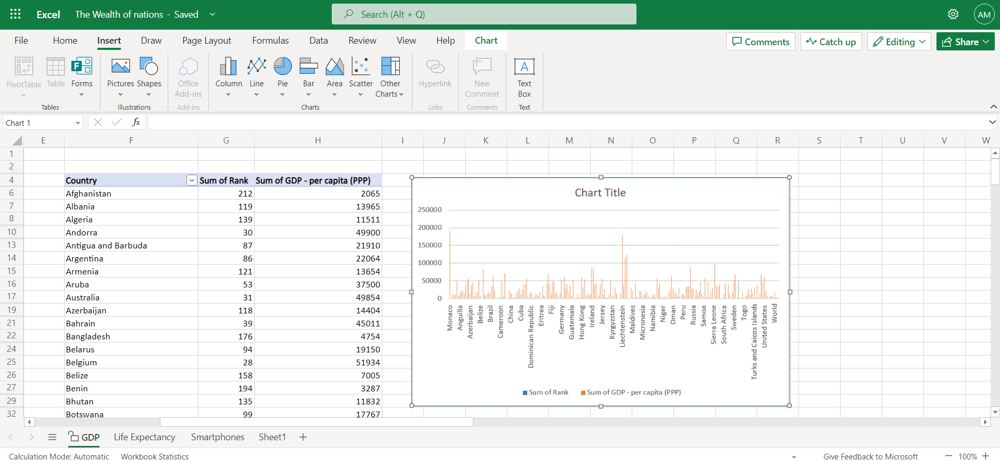 Excel The Wealth of nations - Saved Search (Alt + Q) AM
File Home Insert Draw Page Layout Formulas Data Review View Help Chart Comments Catch up Editing Share
PivotTable Table Forms Pictures Shapes Office Add-ins Column Line Pie Bar Area Scatter Other Charts Hyperlink New Comment A Text Box
Tables Illustrations Add-ins Charts Links Comments Text
Chart 1 fx
E F G H I J K L M N O P Q R S T U V W
1
2
4 Country Sum of Rank Sum of GDP - per capita (PPP)
6 Afghanistan 212 2065
7 Albania 119 13965
8 Algeria 139 11511
10 Andorra 30 49900
13 Antigua and Barbuda 87 21910
14 Argentina 86 22064
15 Armenia 121 13654
16 Aruba 53 37500
17 Australia 31 49854
19 Azerbaijan 118 14404
21 Bahrain 39 45011
22 Bangladesh 176 4754
24 Belarus 94 19150
25 Belgium 28 51934
26 Belize 158 7005
27 Benin 194 3287
29 Bhutan 135 11832
32 Botswana 99 17767
Chart Title
250000
200000
150000
100000
50000
0
Monaco
Anguilla
Azerbaijan
Belize
Brazil
Cameroon
China
Cuba
Dominican Republic
Eritrea
Fiji
Germany
Guatemala
Hong Kong
Ireland
Jersey
Kyrgyzstan
Liechtenstein
Maldives
Micronesia
Namibia
Niger
Oman
Peru
Russia
Samoa
Sierra Leone
South Africa
Sweden
Togo
Turks and Caicos Islands
United States
World
Sum of Rank Sum of GDP - per capita (PPP)
GDP Life Expectancy Smartphones Sheet1
Calculation Mode: Automatic Workbook Statistics Give Feedback to Microsoft 100%